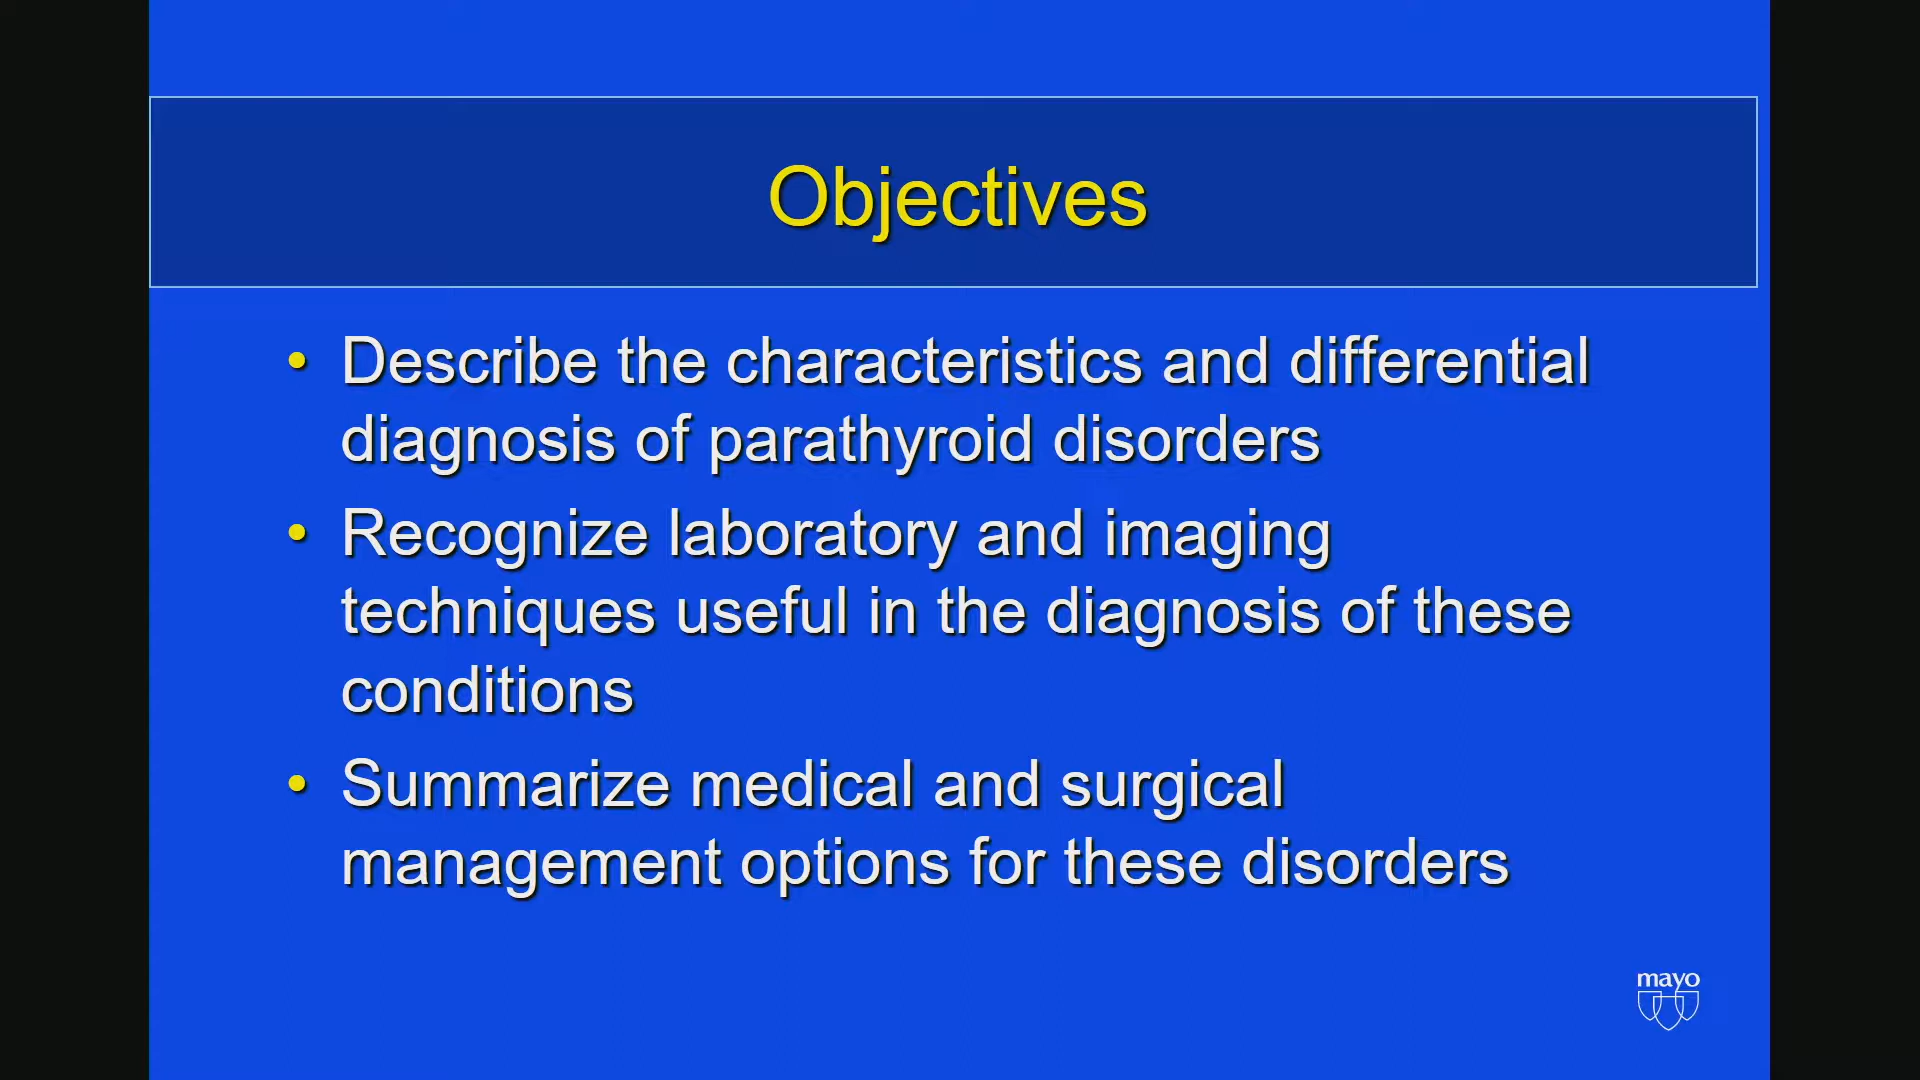 Objectives
• Describe the characteristics and differential
diagnosis of parathyroid disorders
• Recognize laboratory and imaging
techniques useful in the diagnosis of these
conditions
• Summarize medical and surgical
management options for these disorders
mayo